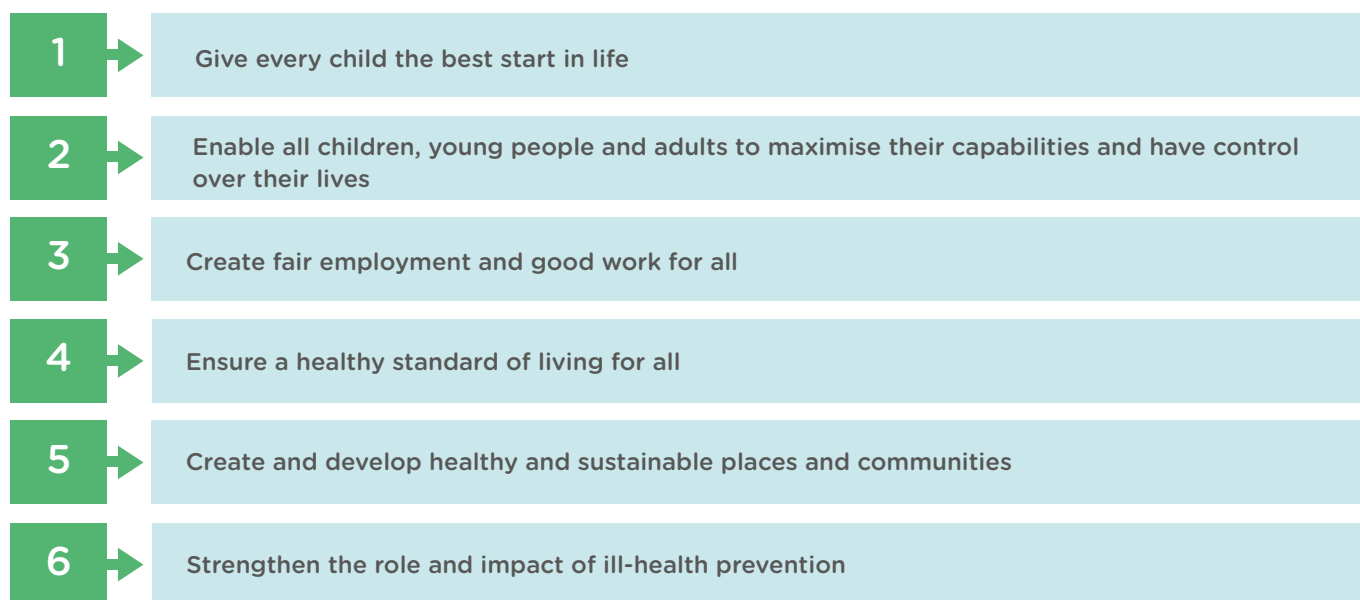 1
Give every child the best start in life
2
Enable all children, young people and adults to maximise their capabilities and have control
over their lives
3
Create fair employment and good work for all
4
Ensure a healthy standard of living for all
5
Create and develop healthy and sustainable places and communities
6
Strengthen the role and impact of ill-health prevention